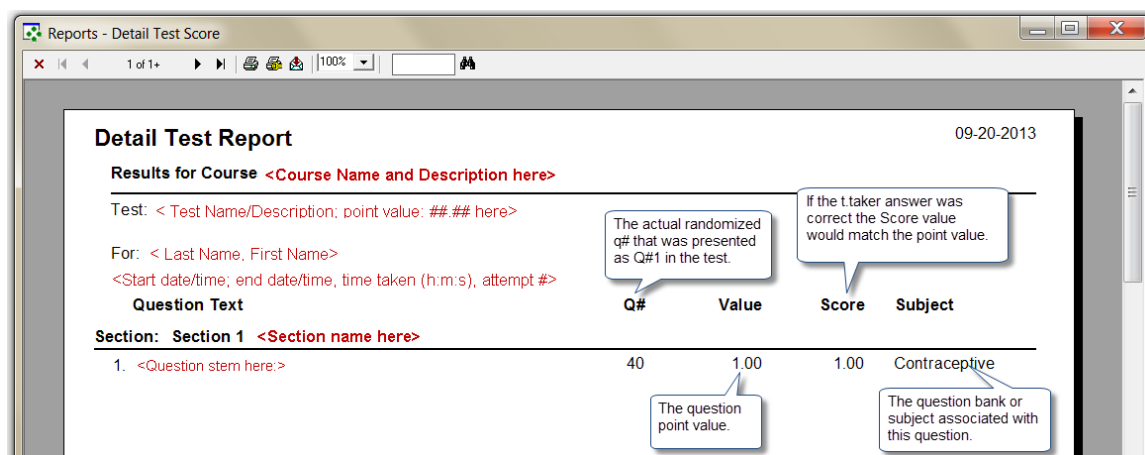 Reports - Detail Test Score
1 of 1+
100%
Detail Test Report
09-20-2013
Results for Course <Course Name and Description here>
Test: < Test Name/Description; point value: ##.## here>
If the t.taker answer was
correct the Score value
would match the point value.
The actual randomized
q# that was presented
as Q#1 in the test.
For: < Last Name, First Name>
<Start date/time; end date/time, time taken (h:m:s), attempt #>
Question Text Q# Value Score Subject
Section: Section 1 <Section name here>
1. <Question stem here:> 40 1.00 1.00 Contraceptive
The question
point value.
The question bank or
subject associated with
this question.